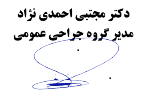 دکتر مجتبی احمدی نژاد
مدیر گروه جراحی عمومی